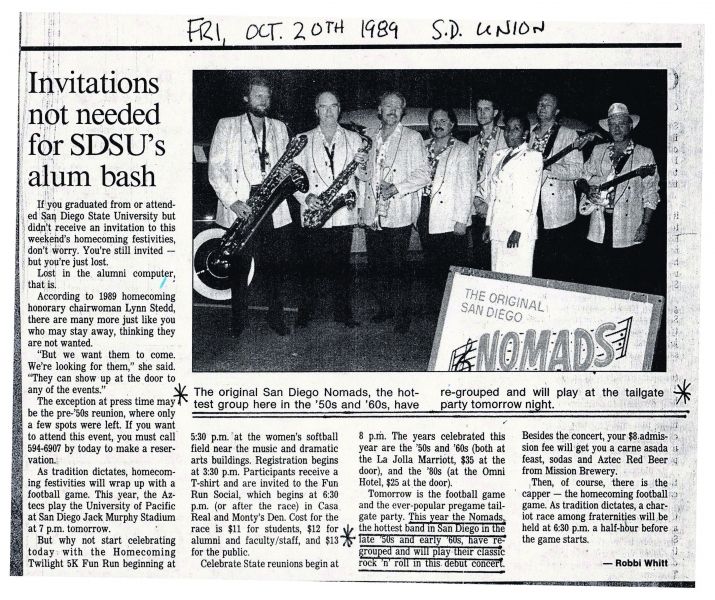 FRI, OCT. 20TH 1989 S.D. UNION
Invitations
not needed
for SDSU's
alum bash
If you graduated from or attend-
ed San Diego State University but
didn't receive an invitation to this
weekend's homecoming festivities,
don't worry. You're still invited —
but you're just lost.
Lost in the alumni computer,
that is.
According to 1989 homecoming
honorary chairwoman Lynn Stedd,
there are many more just like you
who may stay away, thinking they
are not wanted.
"But we want them to come.
We're looking for them," she said.
"They can show up at the door to
any of the events."
The exception at press time may
be the pre-'50s reunion, where only
a few spots were left. If you want
to attend this event, you must call
594-6907 by today to make a reser-
vation.
As tradition dictates, homecom-
ing festivities will wrap up with a
football game. This year, the Az-
tecs play the University of Pacific
at San Diego Jack Murphy Stadium
at 7 p.m. tomorrow.
But why not start celebrating
today with the Homecoming
Twilight 5K Fun Run beginning at
THE ORIGINAL
SAN DIEGO
NOMADS
The original San Diego Nomads, the hot-
test group here in the '50s and '60s, have
re-grouped and will play at the tailgate
party tomorrow night.
5:30 p.m. at the women's softball
field near the music and dramatic
arts buildings. Registration begins
at 3:30 p.m. Participants receive a
T-shirt and are invited to the Fun
Run Social, which begins at 6:30
p.m. (or after the race) in Casa
Real and Monty's Den. Cost for the
race is $11 for students, $12 for
alumni and faculty/staff, and $13
for the public.
Celebrate State reunions begin at
8 p.m. The years celebrated this
year are the '50s and '60s (both at
the La Jolla Marriott, $35 at the
door), and the '80s (at the Omni
Hotel, $25 at the door).
Tomorrow is the football game
and the ever-popular pregame tail-
gate party. This year the Nomads,
the hottest band in San Diego in the
late '50s and early '60s, have re-
grouped and will play their classic
rock 'n' roll in this debut concert.
Besides the concert, your $8 admis-
sion fee will get you a carne asada
feast, sodas and Aztec Red Beer
from Mission Brewery.
Then, of course, there is the
capper — the homecoming football
game. As tradition dictates, a char-
iot race among fraternities will be
held at 6:30 p.m. a half-hour before
the game starts.
— Robbi Whitt